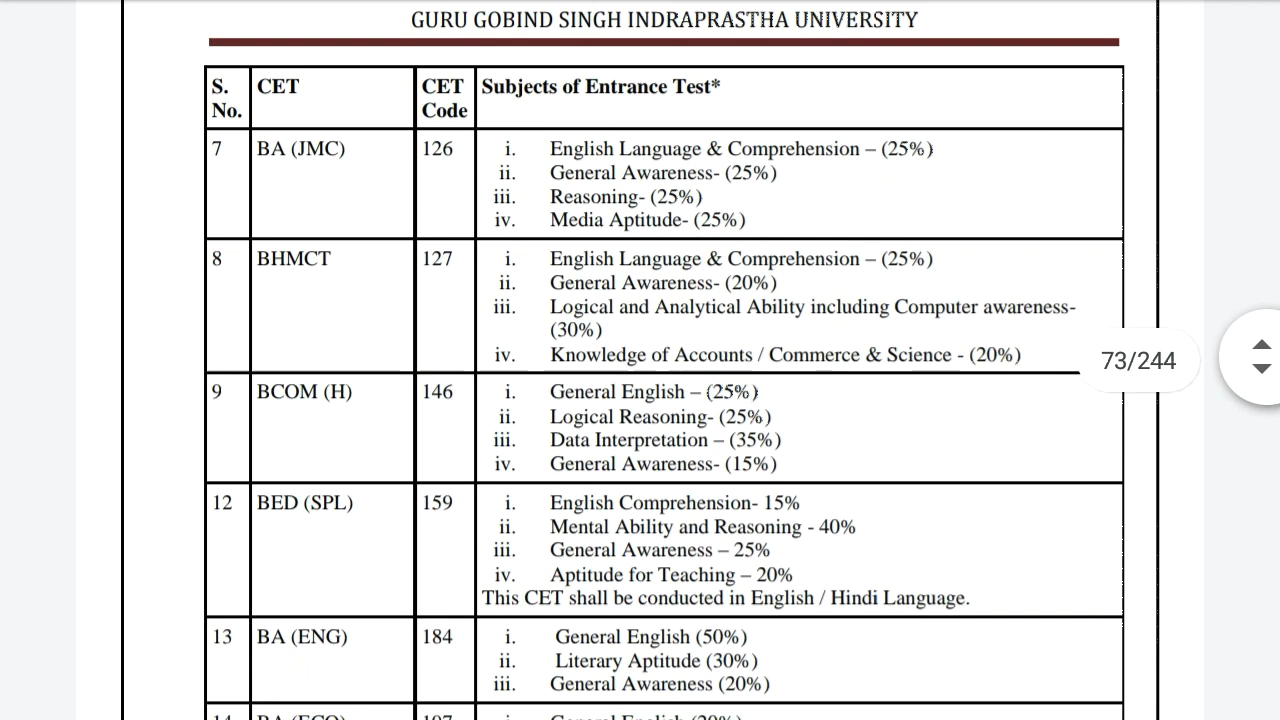 GURU GOBIND SINGH INDRAPRASTHA UNIVERSITY
S. No. CET CET Code Subjects of Entrance Test*
7 BA (JMC) 126 i. English Language & Comprehension – (25%)
ii. General Awareness- (25%)
iii. Reasoning- (25%)
iv. Media Aptitude- (25%)
8 BHMCT 127 i. English Language & Comprehension – (25%)
ii. General Awareness- (20%)
iii. Logical and Analytical Ability including Computer awareness-
(30%)
iv. Knowledge of Accounts / Commerce & Science - (20%)
73/244
9 BCOM (H) 146 i. General English – (25%)
ii. Logical Reasoning- (25%)
iii. Data Interpretation – (35%)
iv. General Awareness- (15%)
12 BED (SPL) 159 i. English Comprehension- 15%
ii. Mental Ability and Reasoning - 40%
iii. General Awareness – 25%
iv. Aptitude for Teaching – 20%
This CET shall be conducted in English / Hindi Language.
13 BA (ENG) 184 i. General English (50%)
ii. Literary Aptitude (30%)
iii. General Awareness (20%)